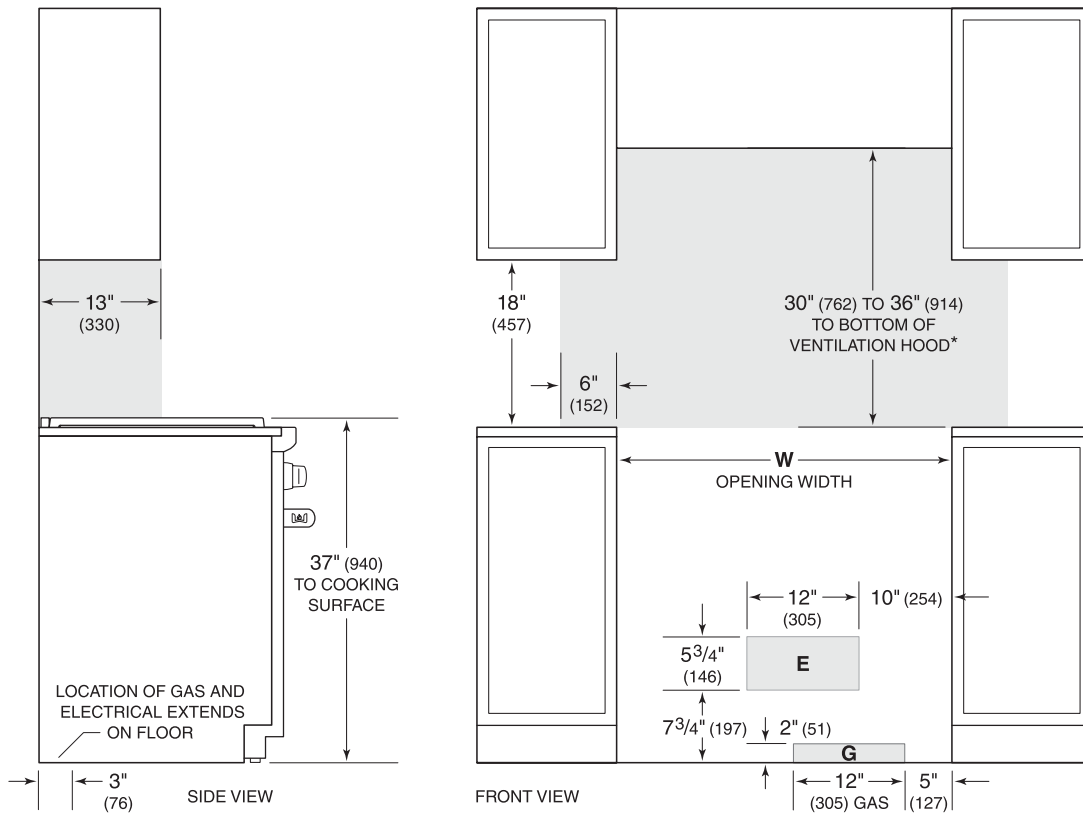 13"
(330)
37" (940)
TO COOKING
SURFACE
LOCATION OF GAS AND
ELECTRICAL EXTENDS
ON FLOOR
3"
(76)
SIDE VIEW
18"
(457)
30" (762) TO 36" (914)
TO BOTTOM OF
VENTILATION HOOD*
6"
(152)
W
OPENING WIDTH
12"
(305)
10" (254)
5 3/4"
(146)
E
7 3/4" (197)
2" (51)
G
12"
(305) GAS
5"
(127)
FRONT VIEW